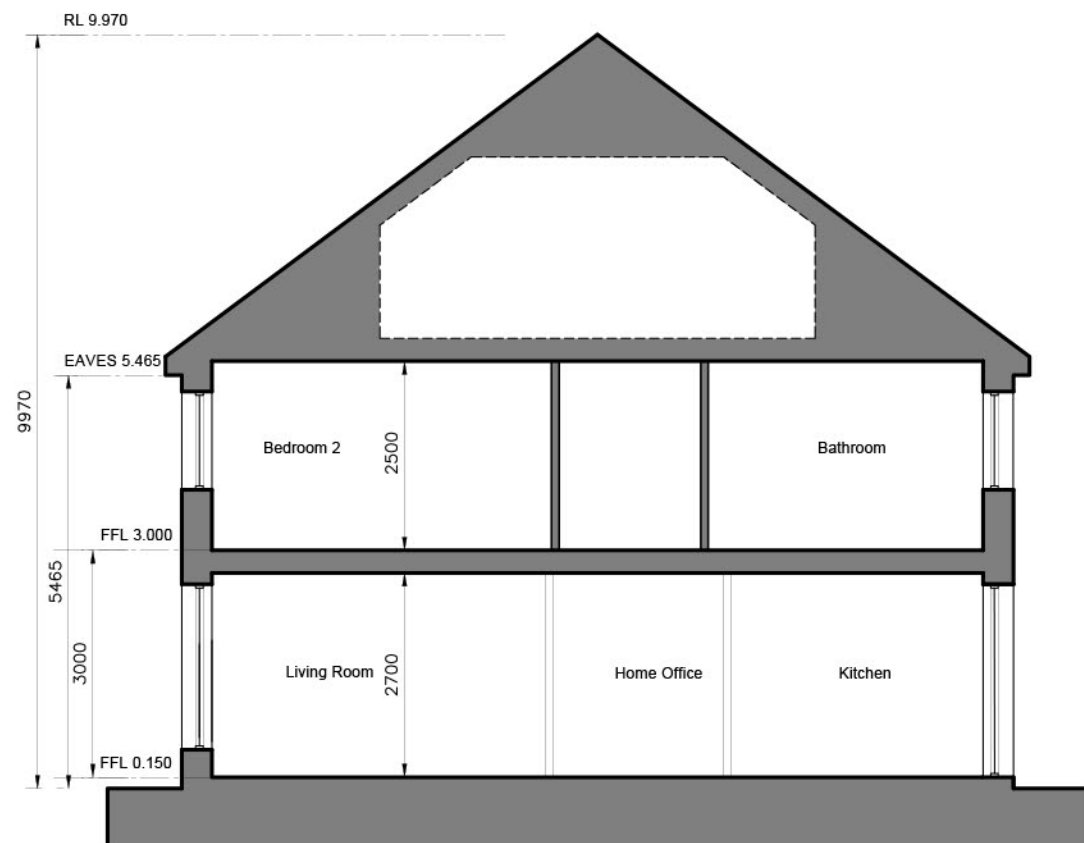 RL 9.970
EAVES 5.465
9970
Bedroom 2
2500
Bathroom
FFL 3.000
5465
3000
Living Room
2700
Home Office
Kitchen
FFL 0.150